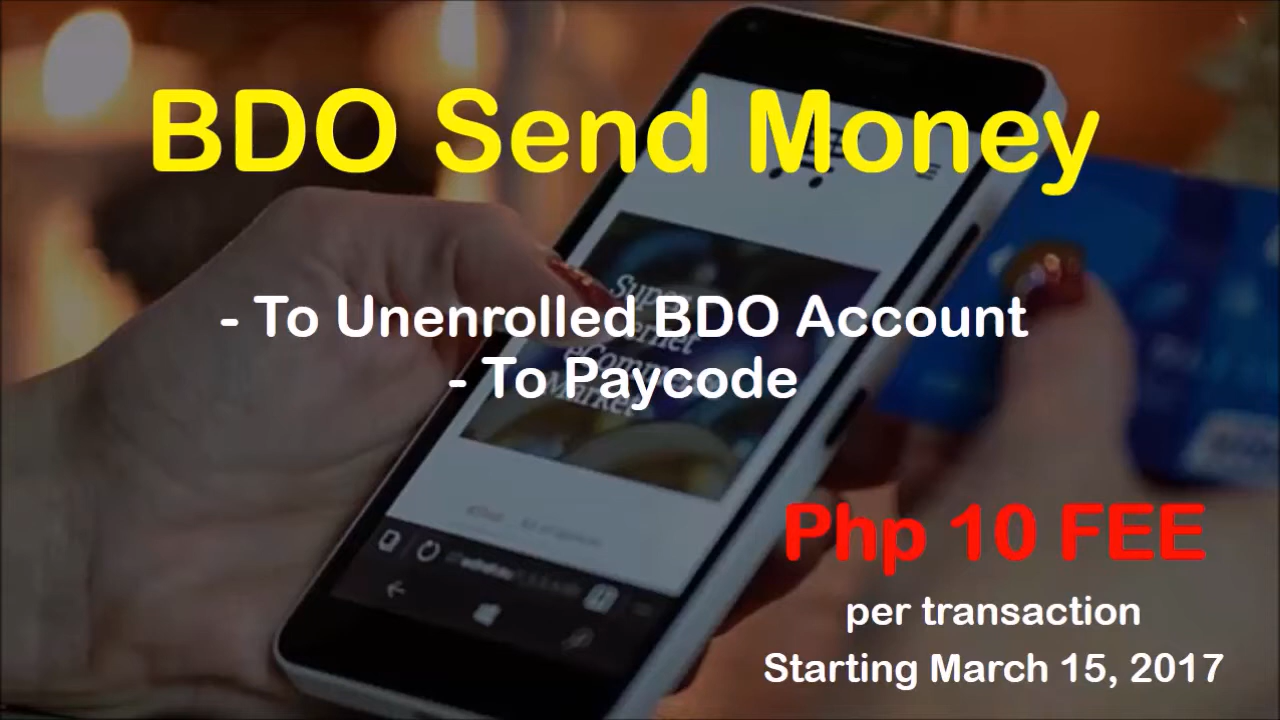 BDO Send Money
- To Unenrolled BDO Account
- To Paycode
Php 10 FEE
per transaction
Starting March 15, 2017